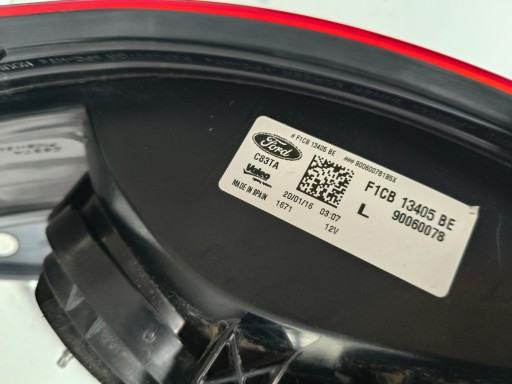 Ford
# F1CB 13405 BE
C83TA
### 90060078185X
Valeo
F1CB 13405 BE
MADE IN SPAIN
20/01/16 03:07
L 90060078
1671
12V